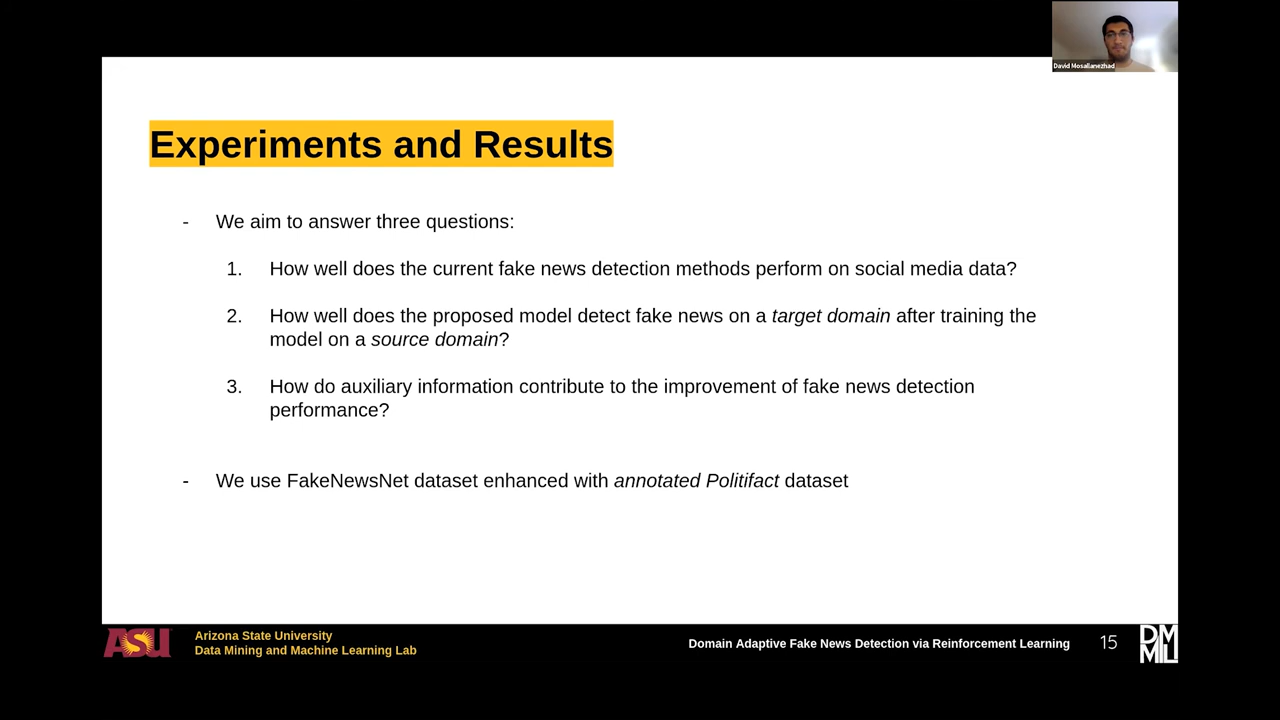 David Mosallanezhad
Experiments and Results
- We aim to answer three questions:
1. How well does the current fake news detection methods perform on social media data?
2. How well does the proposed model detect fake news on a target domain after training the
model on a source domain?
3. How do auxiliary information contribute to the improvement of fake news detection
performance?
- We use FakeNewsNet dataset enhanced with annotated Politifact dataset
ASU
Arizona State University
Data Mining and Machine Learning Lab
Domain Adaptive Fake News Detection via Reinforcement Learning
15
DM
ML